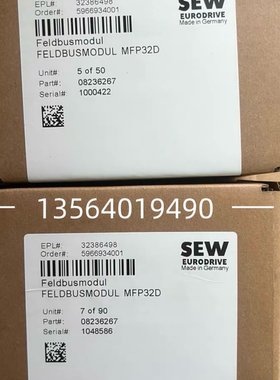 EPL#: 32386498
Order#: 5966934001
SEW
EURODRIVE
Made in Germany
Feldbusmodul
FELDBUSMODUL MFP32D
Unit#: 5 of 50
Part#: 08236267
Serial#: 1000422
13564019490
EPL#: 32386498
Order#: 5966934001
SEW
EURODRIVE
Made in Germany
Feldbusmodul
FELDBUSMODUL MFP32D
Unit#: 7 of 90
Part#: 08236267
Serial#: 1048586